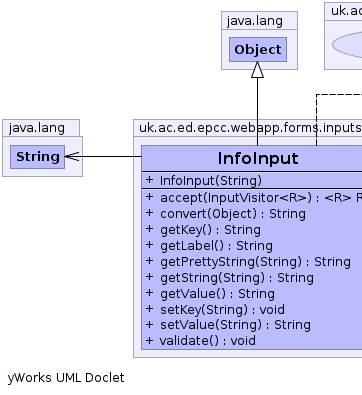 java.lang
Object
uk.ac
java.lang
String
uk.ac.ed.epcc.webapp.forms.inputs
InfoInput
+ InfoInput(String)
+ accept(InputVisitor<R>) : <R> R
+ convert(Object) : String
+ getKey() : String
+ getLabel() : String
+ getPrettyString(String) : String
+ getString(String) : String
+ getValue() : String
+ setKey(String) : void
+ setValue(String) : String
+ validate() : void
yWorks UML Doclet